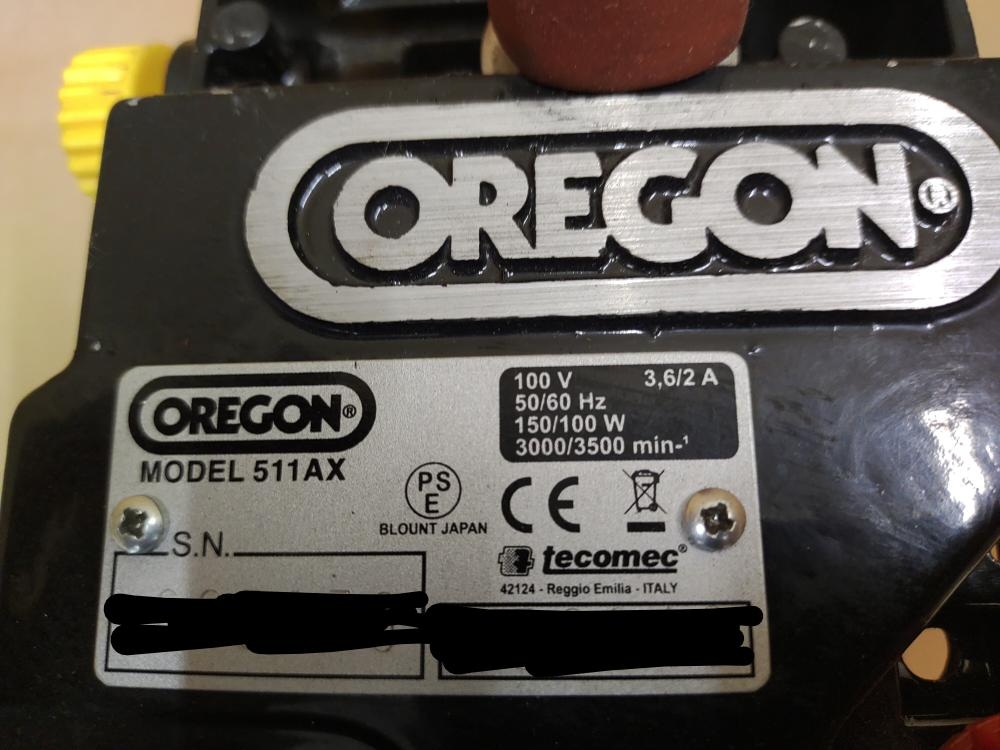 OREGON®
OREGON®
MODEL 511AX
100 V 3,6/2 A
50/60 Hz
150/100 W
3000/3500 min-¹
PS
E
BLOUNT JAPAN
CE
S.N.
tecomec®
42124 - Reggio Emilia - ITALY